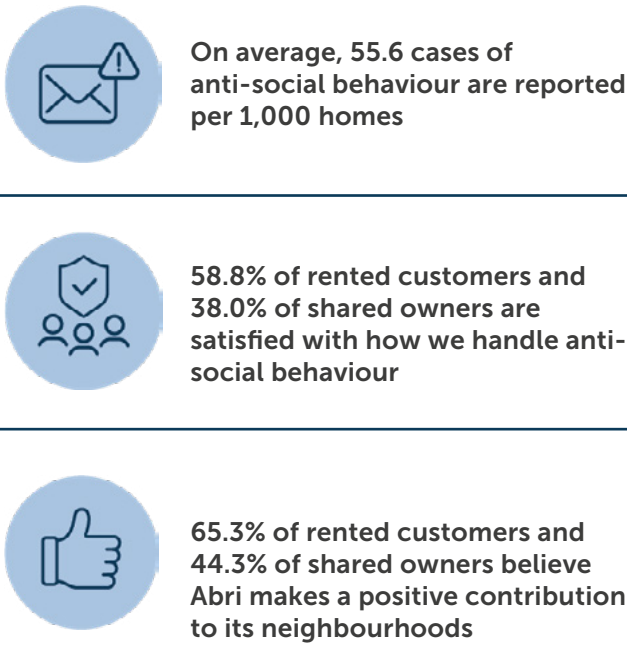 On average, 55.6 cases of
anti-social behaviour are reported
per 1,000 homes
58.8% of rented customers and
38.0% of shared owners are
satisfied with how we handle anti-
social behaviour
65.3% of rented customers and
44.3% of shared owners believe
Abri makes a positive contribution
to its neighbourhoods